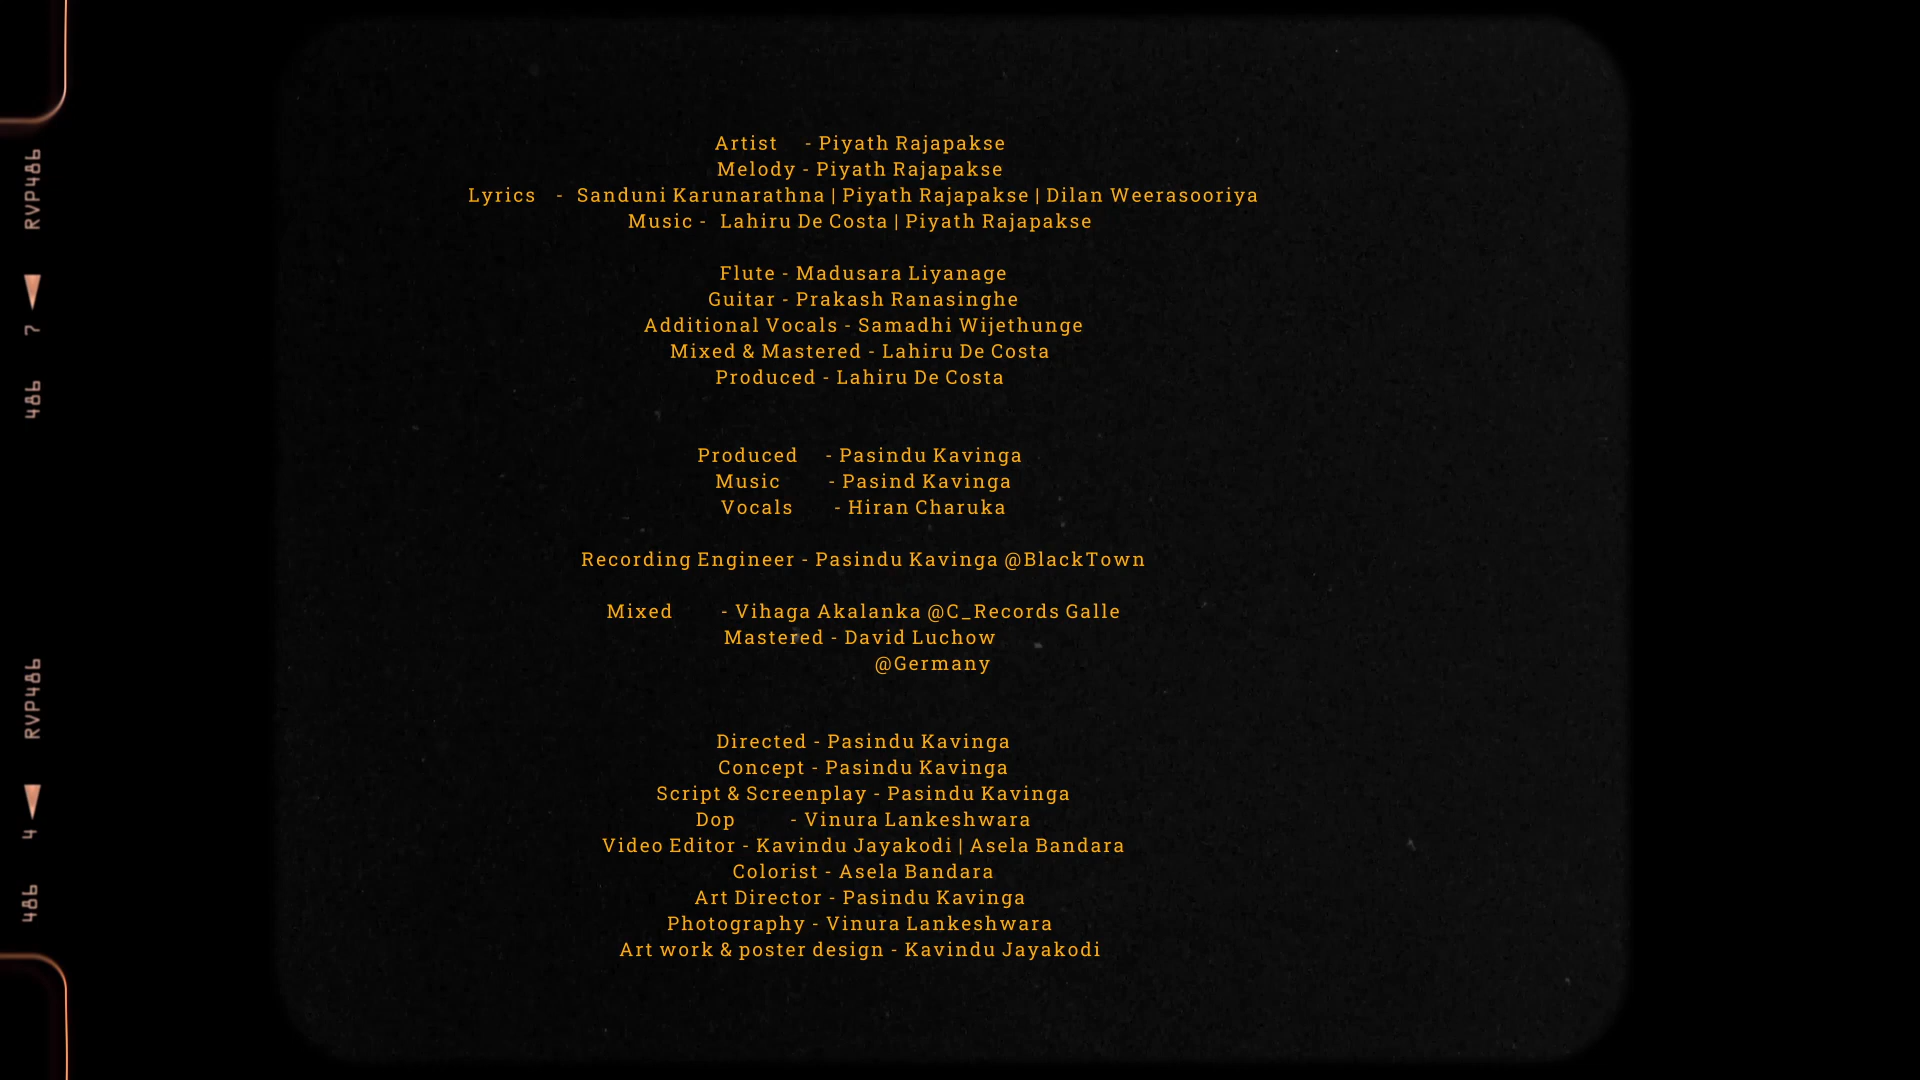 Artist - Piyath Rajapakse
Melody - Piyath Rajapakse
Lyrics - Sanduni Karunarathna | Piyath Rajapakse | Dilan Weerasooriya
Music - Lahiru De Costa | Piyath Rajapakse
Flute - Madusara Liyanage
Guitar - Prakash Ranasinghe
Additional Vocals - Samadhi Wijethunge
Mixed & Mastered - Lahiru De Costa
Produced - Lahiru De Costa
Produced - Pasindu Kavinga
Music - Pasind Kavinga
Vocals - Hiran Charuka
Recording Engineer - Pasindu Kavinga @BlackTown
Mixed - Vihaga Akalanka @C_Records Galle
Mastered - David Luchow
@Germany
Directed - Pasindu Kavinga
Concept - Pasindu Kavinga
Script & Screenplay - Pasindu Kavinga
Dop - Vinura Lankeshwara
Video Editor - Kavindu Jayakodi | Asela Bandara
Colorist - Asela Bandara
Art Director - Pasindu Kavinga
Photography - Vinura Lankeshwara
Art work & poster design - Kavindu Jayakodi
RVP486
7
486
RVP486
4
486